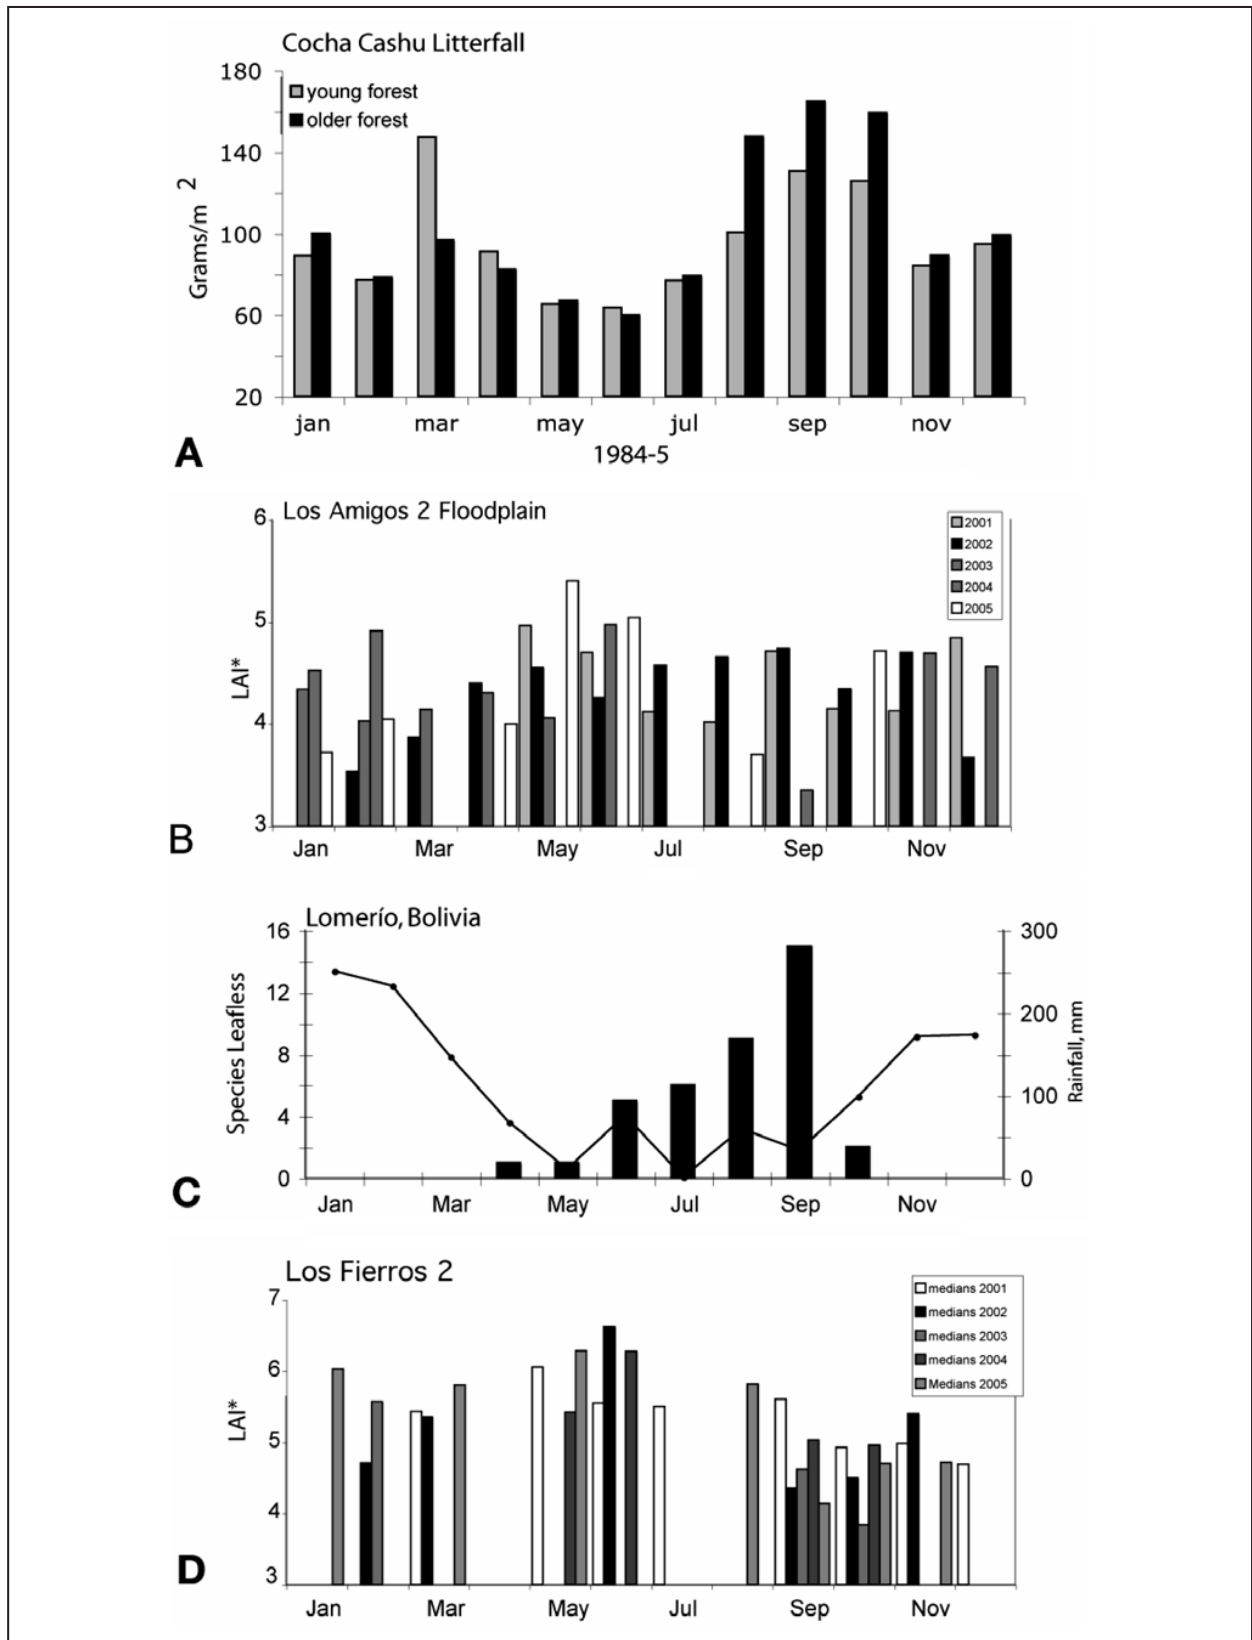 Cocha Cashu Litterfall
180
young forest
older forest
140
Grams/m 2
100
60
20
jan mar may jul sep nov
A
1984-5
Los Amigos 2 Floodplain
6
2001
2002
2003
2004
2005
5
LAI*
4
3
Jan Mar May Jul Sep Nov
B
Lomerío, Bolivia
16 300
12
200
Species Leafless
8
Rainfall, mm
100
4
0 0
C
Jan Mar May Jul Sep Nov
Los Fierros 2
7
medians 2001
medians 2002
medians 2003
medians 2004
Medians 2005
6
LAI*
5
4
3
D
Jan Mar May Jul Sep Nov